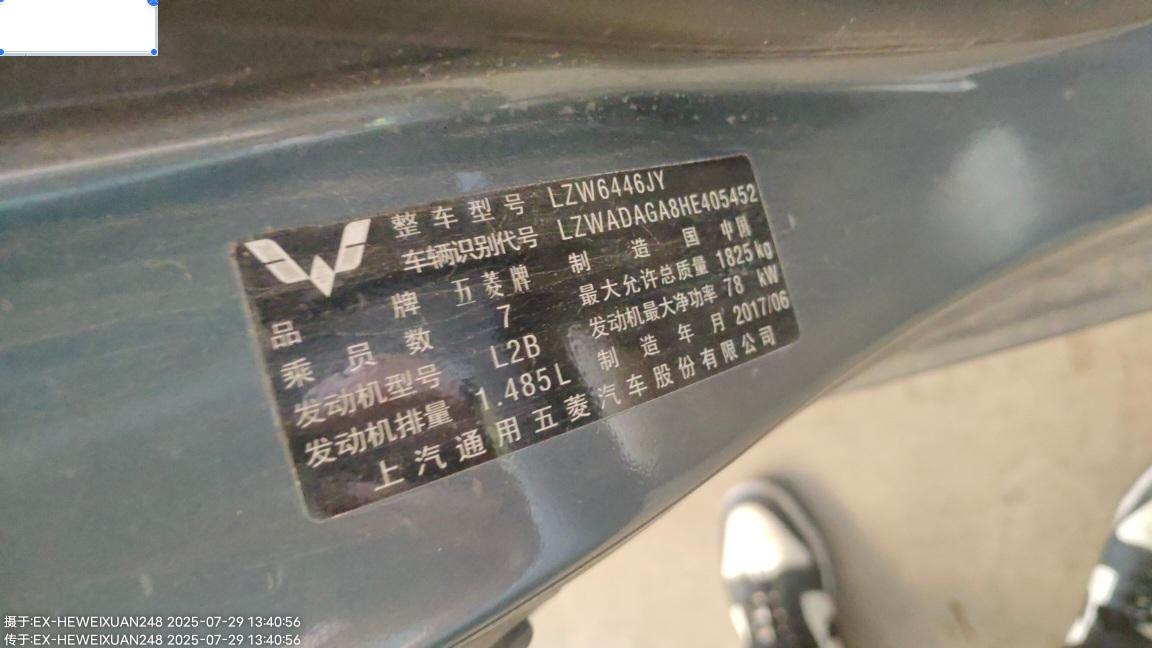 整车型号 LZW6446JY
车辆识别代号 LZWADAGA8HE405452
品牌 五菱牌 制造国 中国
乘员数 7 最大允许总质量 1825 kg
发动机型号 L2B 发动机最大净功率 78 kW
发动机排量 1.485L 制造年月 2017/06
上汽通用五菱汽车股份有限公司
摄于:EX-HEWEIXUAN248 2025-07-29 13:40:56
传于:EX-HEWEIXUAN248 2025-07-29 13:40:56